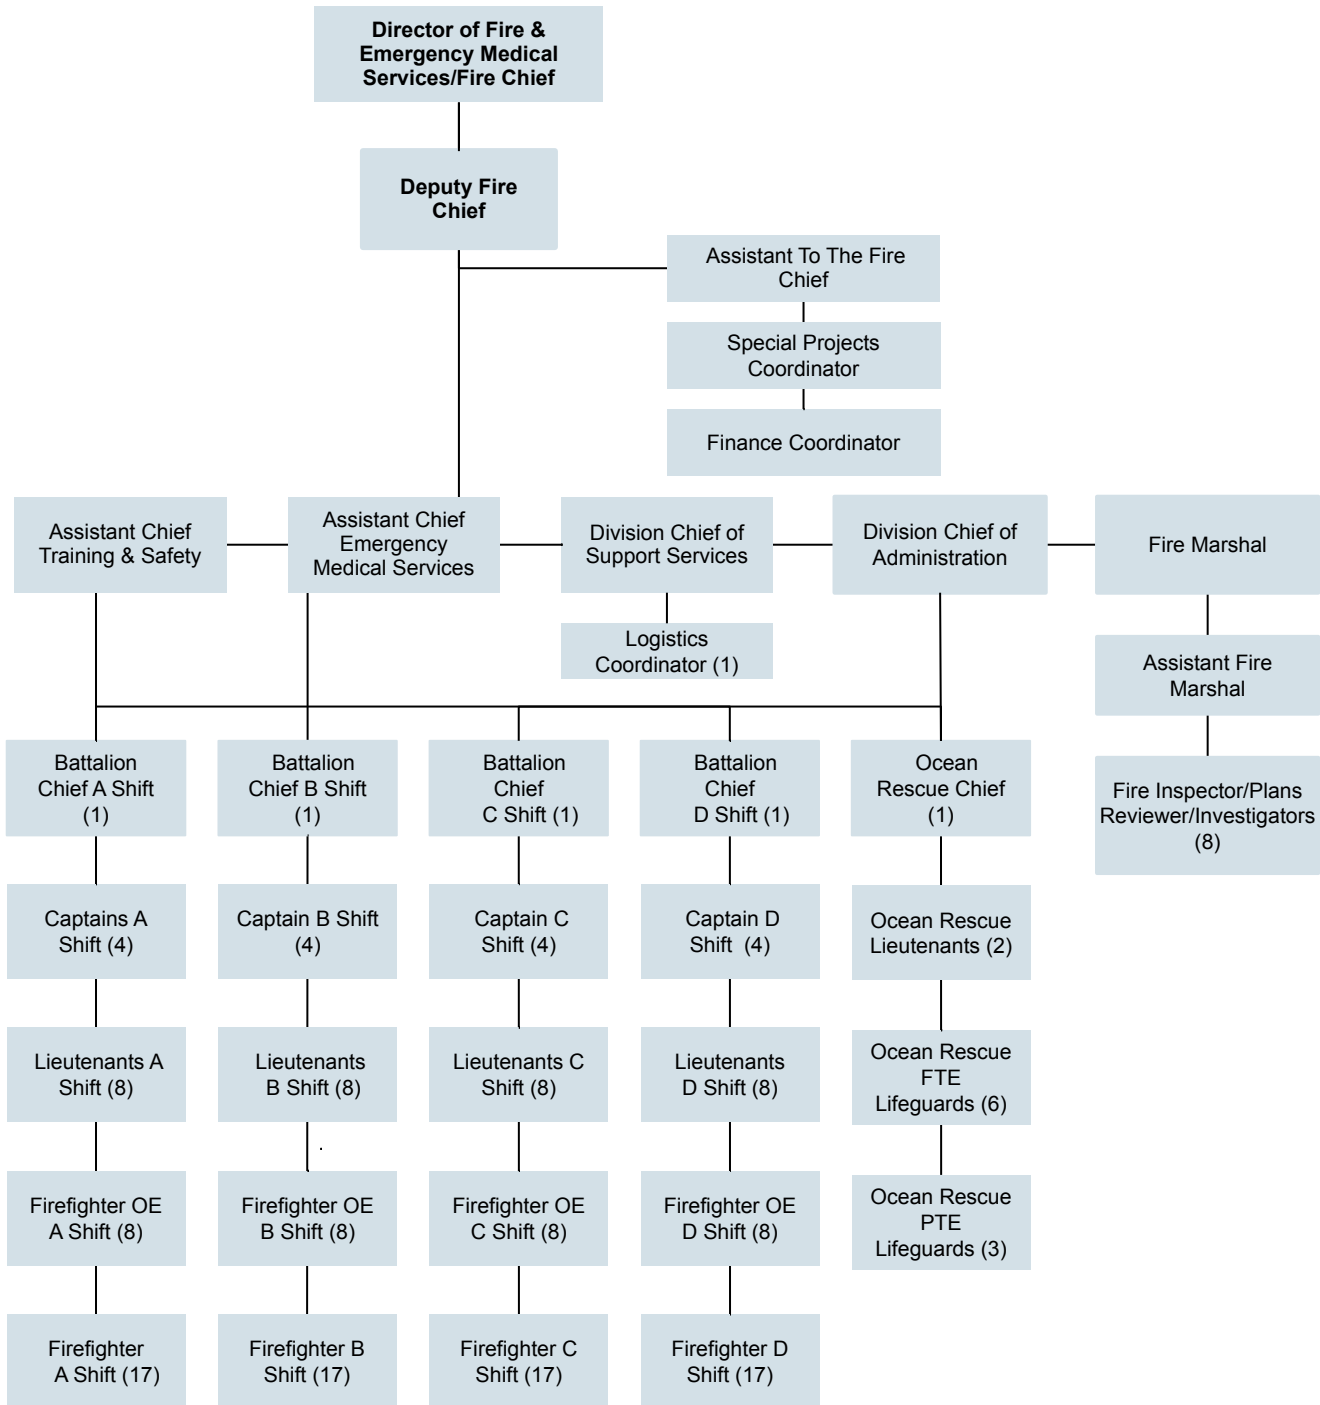 Director of Fire &
Emergency Medical
Services/Fire Chief
Deputy Fire
Chief
Assistant To The Fire
Chief
Special Projects
Coordinator
Finance Coordinator
Assistant Chief
Training & Safety
Assistant Chief
Emergency
Medical Services
Division Chief of
Support Services
Division Chief of
Administration
Fire Marshal
Logistics
Coordinator (1)
Assistant Fire
Marshal
Battalion
Chief A Shift
(1)
Battalion
Chief B Shift
(1)
Battalion
Chief
C Shift (1)
Battalion
Chief
D Shift (1)
Ocean
Rescue Chief
(1)
Fire Inspector/Plans
Reviewer/Investigators
(8)
Captains A
Shift (4)
Captain B Shift
(4)
Captain C
Shift (4)
Captain D
Shift (4)
Ocean Rescue
Lieutenants (2)
Lieutenants A
Shift (8)
Lieutenants
B Shift (8)
Lieutenants C
Shift (8)
Lieutenants
D Shift (8)
Ocean Rescue
FTE
Lifeguards (6)
Firefighter OE
A Shift (8)
Firefighter OE
B Shift (8)
Firefighter OE
C Shift (8)
Firefighter OE
D Shift (8)
Ocean Rescue
PTE
Lifeguards (3)
Firefighter
A Shift (17)
Firefighter B
Shift (17)
Firefighter C
Shift (17)
Firefighter D
Shift (17)